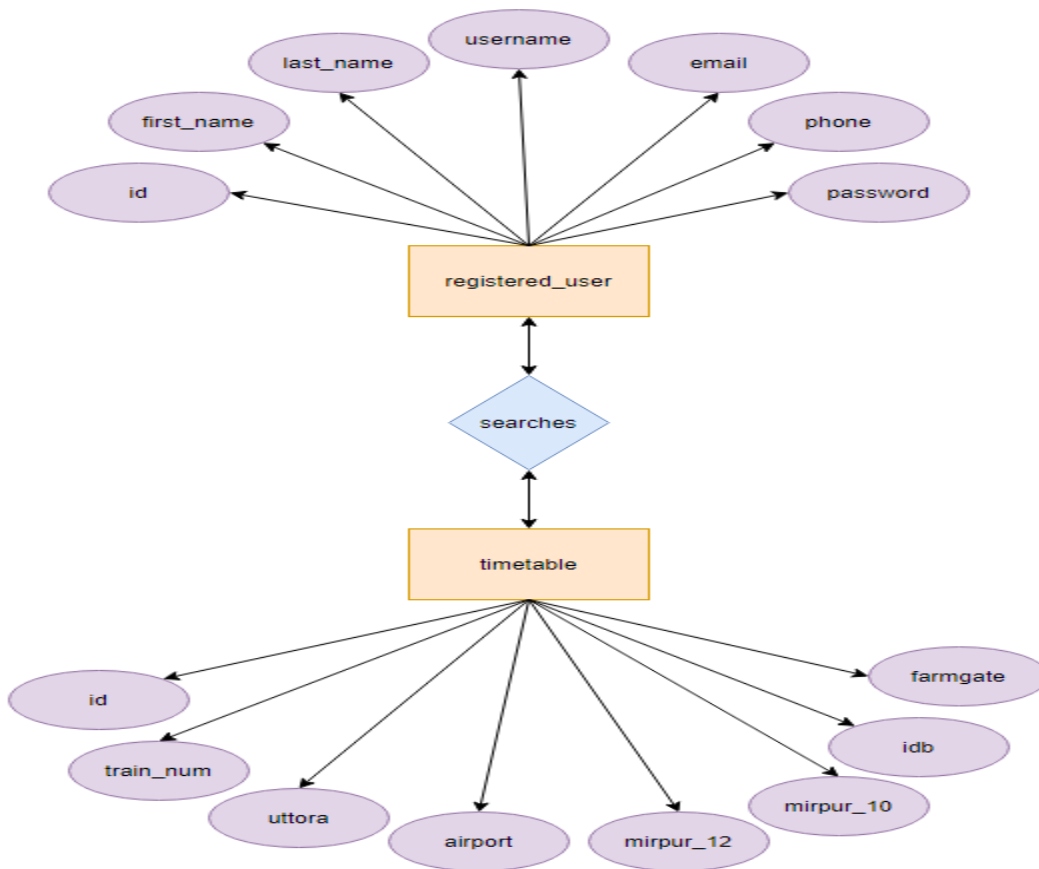 username
last_name
email
first_name
phone
id
password
registered_user
searches
timetable
farmgate
id
idb
train_num
mirpur_10
uttora
airport
mirpur_12